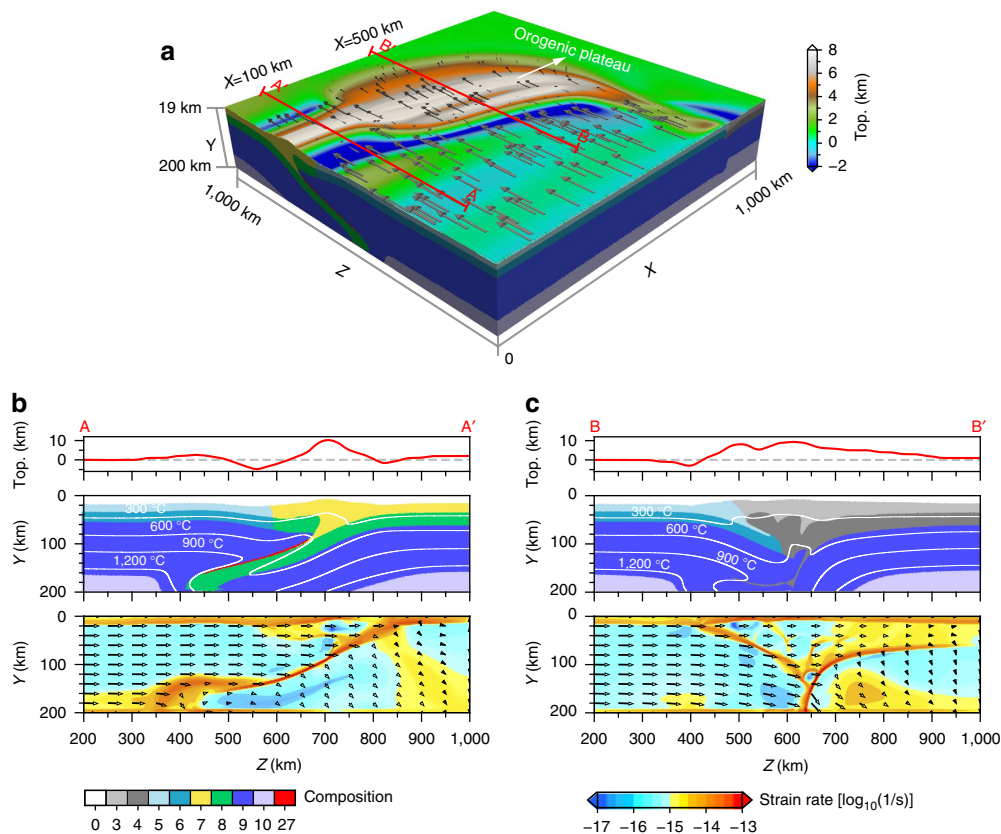 a
X=500 km
B′
Orogenic plateau
X=100 km
A′
19 km
Y
200 km
1,000 km
Z
B
A
0
X
1,000 km
8
6
4
2
0
−2
Top. (km)
b
A
A′
Top. (km)
10
0
Y (km)
0
100
200
300 °C
600 °C
900 °C
1,200 °C
Y (km)
0
100
200
200 300 400 500 600 700 800 900 1,000
c
B
B′
Top. (km)
10
0
Y (km)
0
100
200
300 °C
600 °C
900 °C
1,200 °C
Y (km)
0
100
200
200 300 400 500 600 700 800 900 1,000
Z (km)
0 3 4 5 6 7 8 9 10 27
Composition
−17 −16 −15 −14 −13
Strain rate [log₁₀(1/s)]